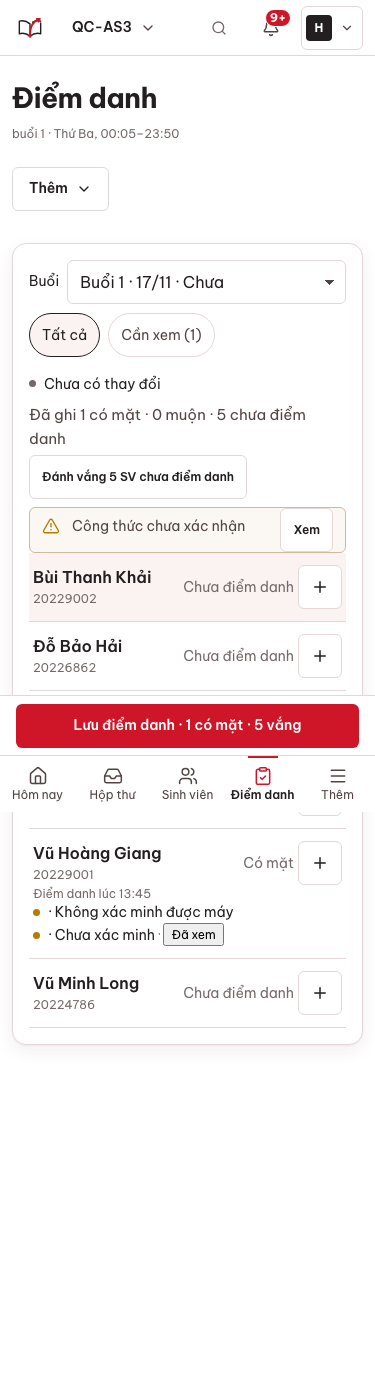 QC-AS3
9+
H
Điểm danh
buổi 1 · Thứ Ba, 00:05–23:50
Thêm
Buổi
Buổi 1 · 17/11 · Chưa
Tất cả
Cần xem (1)
Chưa có thay đổi
Đã ghi 1 có mặt · 0 muộn · 5 chưa điểm
danh
Đánh vắng 5 SV chưa điểm danh
Công thức chưa xác nhận
Xem
Bùi Thanh Khải
20229002
Chưa điểm danh
Đỗ Bảo Hải
20226862
Chưa điểm danh
Lưu điểm danh · 1 có mặt · 5 vắng
Hôm nay
Hộp thư
Sinh viên
Điểm danh
Thêm
Vũ Hoàng Giang
20229001
Có mặt
Điểm danh lúc 13:45
· Không xác minh được máy
· Chưa xác minh ·
Đã xem
Vũ Minh Long
20224786
Chưa điểm danh